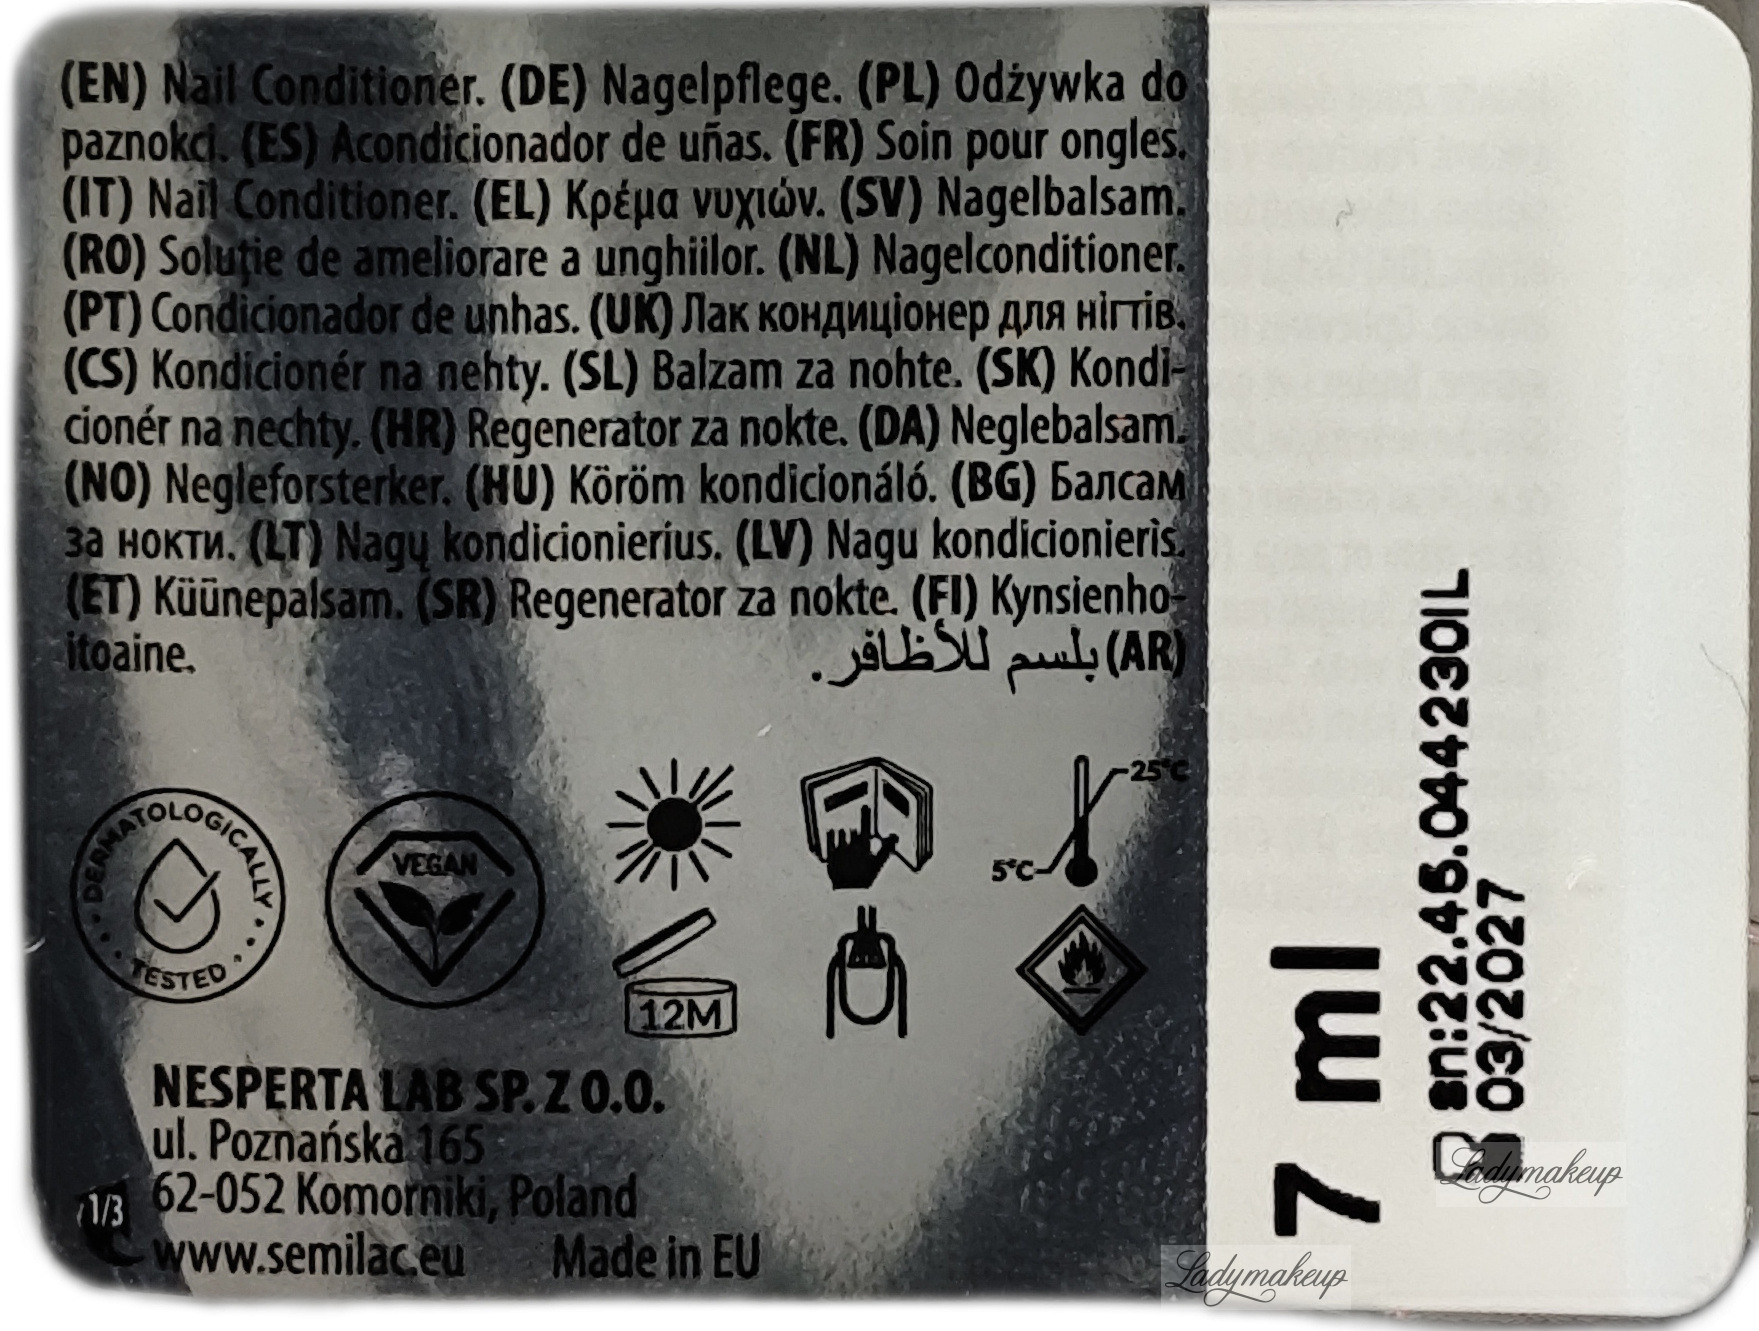 (EN) Nail Conditioner. (DE) Nagelpflege. (PL) Odżywka do
paznokci. (ES) Acondicionador de uñas. (FR) Soin pour ongles.
(IT) Nail Conditioner. (EL) Κρέμα νυχιών. (SV) Nagelbalsam.
(RO) Soluție de ameliorare a unghiilor. (NL) Nagelconditioner.
(PT) Condicionador de unhas. (UK) Лак кондиціонер для нігтів.
(CS) Kondicionér na nehty. (SL) Balzam za nohte. (SK) Kondi-
cionér na nechty. (HR) Regenerator za nokte. (DA) Neglebalsam.
(NO) Negleforsterker. (HU) Köröm kondicionáló. (BG) Балсам
за нокти. (LT) Nagų kondicionierius. (LV) Nagu kondicionieris.
(ET) Küünepalsam. (SR) Regenerator za nokte. (FI) Kynsienho-
itoaine.
(AR) بلسم للأظافر.
DERMATOLOGICALLY
TESTED
VEGAN
25°C
5°C
12M
NESPERTA LAB SP. Z O.O.
ul. Poznańska 165
62-052 Komorniki, Poland
1/3
www.semilac.eu Made in EU
7 ml
sn:22.46.04423OIL
03/2027
Ladymakeup
Ladymakeup